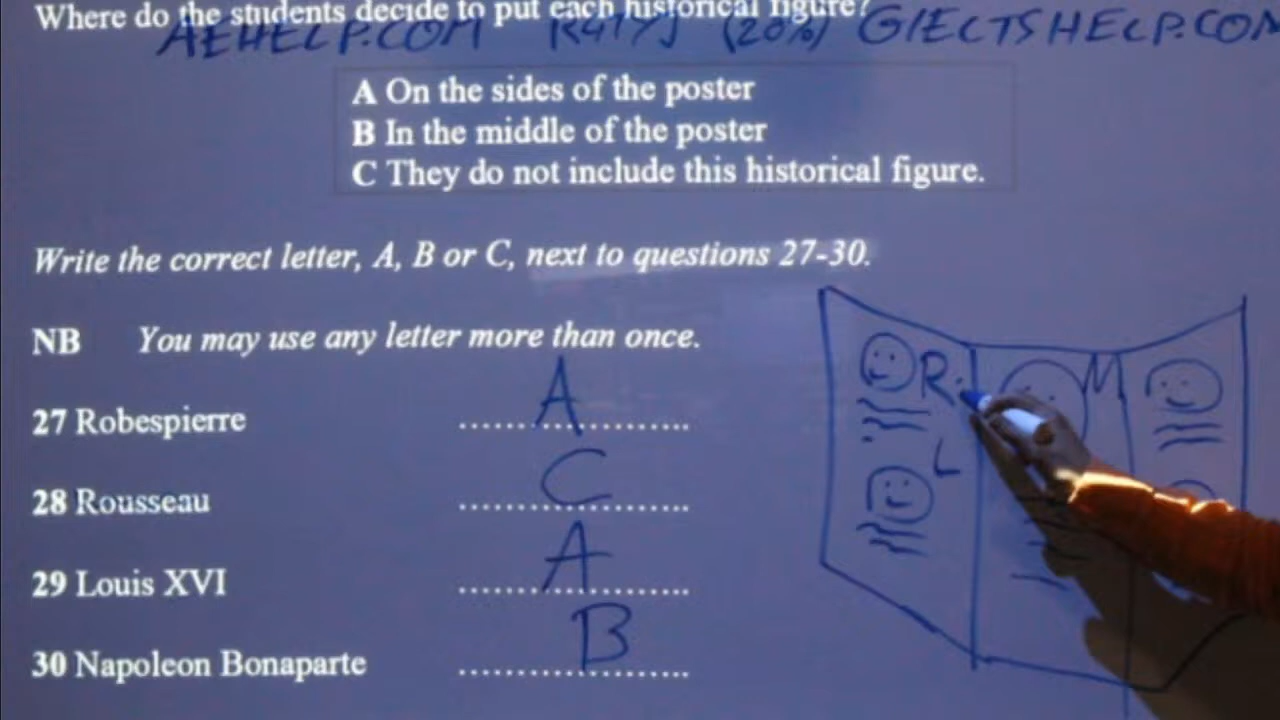 Where do the students decide to put each historical figure?
AEHELP.COM (20%) GIELTSHELP.COM
A On the sides of the poster
B In the middle of the poster
C They do not include this historical figure.
Write the correct letter, A, B or C, next to questions 27-30.
NB You may use any letter more than once.
27 Robespierre .......................... A
28 Rousseau .......................... C
29 Louis XVI .......................... A
30 Napoleon Bonaparte .......................... B
R. M
L